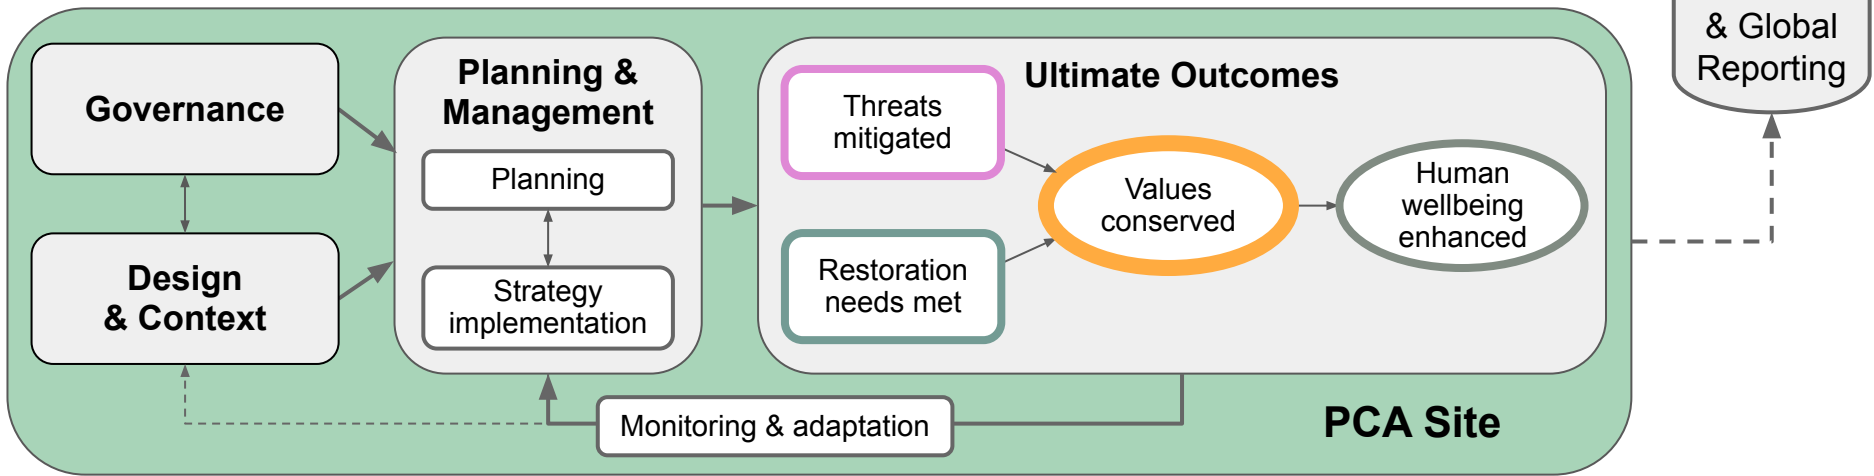 Governance
Design
& Context
Planning &
Management
Planning
Strategy
implementation
Ultimate Outcomes
Threats
mitigated
Restoration
needs met
Values
conserved
Human
wellbeing
enhanced
Monitoring & adaptation
PCA Site
& Global
Reporting